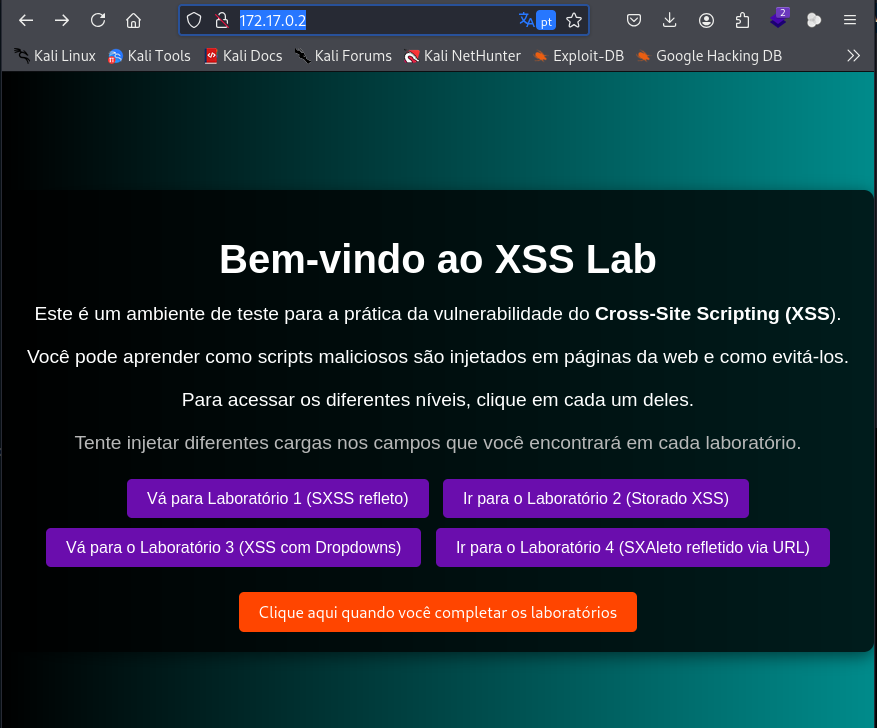 172.17.0.2
pt
2
Kali Linux
Kali Tools
Kali Docs
Kali Forums
Kali NetHunter
Exploit-DB
Google Hacking DB
Bem-vindo ao XSS Lab
Este é um ambiente de teste para a prática da vulnerabilidade do Cross-Site Scripting (XSS).
Você pode aprender como scripts maliciosos são injetados em páginas da web e como evitá-los.
Para acessar os diferentes níveis, clique em cada um deles.
Tente injetar diferentes cargas nos campos que você encontrará em cada laboratório.
Vá para Laboratório 1 (SXSS refleto)
Ir para o Laboratório 2 (Storado XSS)
Vá para o Laboratório 3 (XSS com Dropdowns)
Ir para o Laboratório 4 (SXAleto refletido via URL)
Clique aqui quando você completar os laboratórios